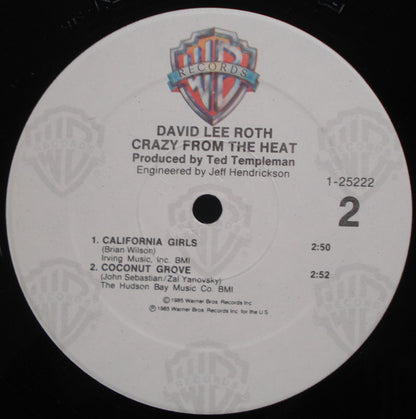 WB
RECORDS
DAVID LEE ROTH
CRAZY FROM THE HEAT
Produced by Ted Templeman
Engineered by Jeff Hendrickson
1-25222
2
1. CALIFORNIA GIRLS 2:50
(Brian Wilson)
Irving Music, Inc. BMI
2. COCONUT GROVE 2:52
(John Sebastian/Zal Yanovsky)
The Hudson Bay Music Co. BMI
©1985 Warner Bros. Records Inc
℗1985 Warner Bros. Records Inc for the U S